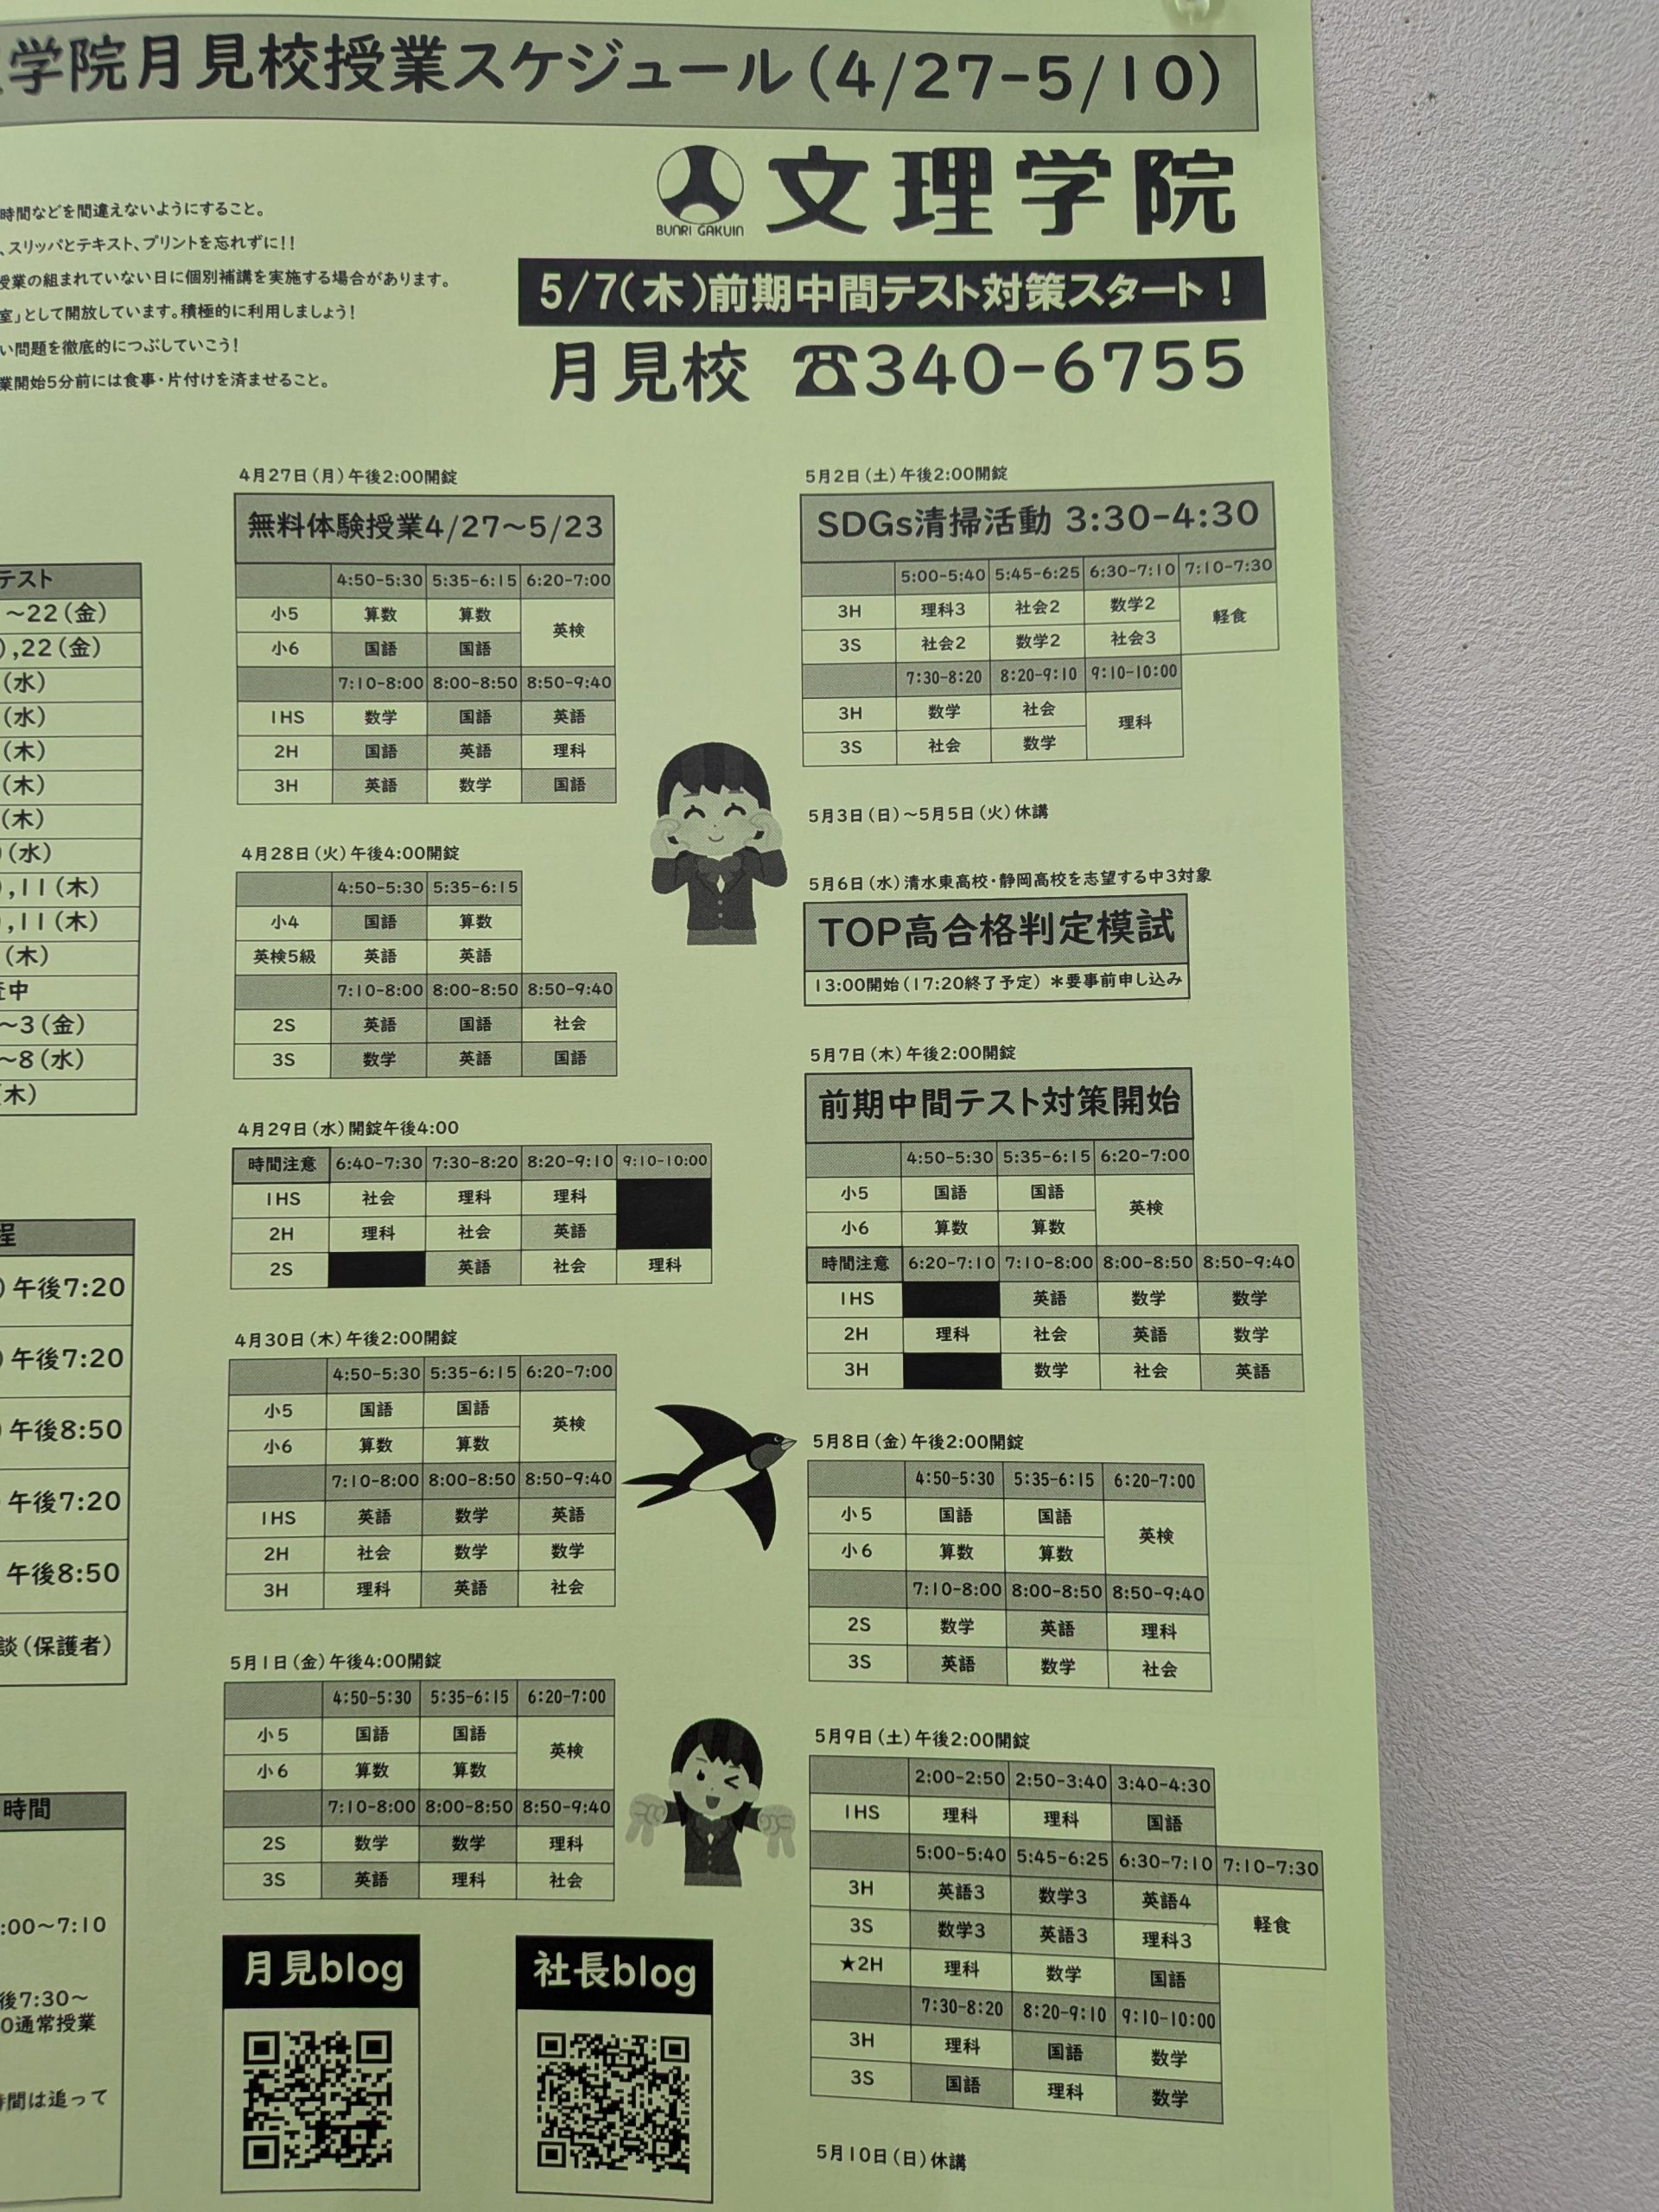 学院月見校授業スケジュール(4/27-5/10)
時間などを間違えないようにすること。
、スリッパとテキスト、プリントを忘れずに!!
授業の組まれていない日に個別補講を実施する場合があります。
室」として開放しています。積極的に利用しましょう!
い問題を徹底的につぶしていこう!
業開始5分前には食事・片付けを済ませること。
BUNRI GAKUIN 文理学院
5/7(木)前期中間テスト対策スタート!
月見校 ☎340-6755
テスト
～22(金)
),22(金)
(水)
(水)
(木)
(木)
(木)
(水)
,11(木)
,11(木)
(木)
中
～3(金)
～8(水)
(木)
程
)午後7:20
)午後7:20
)午後8:50
午後7:20
午後8:50
談(保護者)
時間
:00～7:10
後7:30～
0通常授業
時間は追って
4月27日(月)午後2:00開錠
無料体験授業4/27～5/23
4:50-5:30 5:35-6:15 6:20-7:00
小5 算数 算数 英検
小6 国語 国語
7:10-8:00 8:00-8:50 8:50-9:40
1HS 数学 国語 英語
2H 国語 英語 理科
3H 英語 数学 国語
4月28日(火)午後4:00開錠
4:50-5:30 5:35-6:15
小4 国語 算数
英検5級 英語 英語
7:10-8:00 8:00-8:50 8:50-9:40
2S 英語 国語 社会
3S 数学 英語 国語
4月29日(水)開錠午後4:00
時間注意 6:40-7:30 7:30-8:20 8:20-9:10 9:10-10:00
1HS 社会 理科 理科
2H 理科 社会 英語
2S 英語 社会 理科
4月30日(木)午後2:00開錠
4:50-5:30 5:35-6:15 6:20-7:00
小5 国語 国語 英検
小6 算数 算数
7:10-8:00 8:00-8:50 8:50-9:40
1HS 英語 数学 英語
2H 社会 数学 数学
3H 理科 英語 社会
5月1日(金)午後4:00開錠
4:50-5:30 5:35-6:15 6:20-7:00
小5 国語 国語 英検
小6 算数 算数
7:10-8:00 8:00-8:50 8:50-9:40
2S 数学 数学 理科
3S 英語 理科 社会
月見blog
社長blog
5月2日(土)午後2:00開錠
SDGs清掃活動 3:30-4:30
5:00-5:40 5:45-6:25 6:30-7:10 7:10-7:30
3H 理科3 社会2 数学2 軽食
3S 社会2 数学2 社会3
7:30-8:20 8:20-9:10 9:10-10:00
3H 数学 社会 理科
3S 社会 数学
5月3日(日)～5月5日(火)休講
5月6日(水)清水東高校・静岡高校を志望する中3対象
TOP高合格判定模試
13:00開始(17:20終了予定) *要事前申し込み
5月7日(木)午後2:00開錠
前期中間テスト対策開始
4:50-5:30 5:35-6:15 6:20-7:00
小5 国語 国語 英検
小6 算数 算数
時間注意 6:20-7:10 7:10-8:00 8:00-8:50 8:50-9:40
1HS 英語 数学 数学
2H 理科 社会 英語 数学
3H 数学 社会 英語
5月8日(金)午後2:00開錠
4:50-5:30 5:35-6:15 6:20-7:00
小5 国語 国語 英検
小6 算数 算数
7:10-8:00 8:00-8:50 8:50-9:40
2S 数学 英語 理科
3S 英語 数学 社会
5月9日(土)午後2:00開錠
2:00-2:50 2:50-3:40 3:40-4:30
1HS 理科 理科 国語
5:00-5:40 5:45-6:25 6:30-7:10 7:10-7:30
3H 英語3 数学3 英語4 軽食
3S 数学3 英語3 理科3
★2H 理科 数学 国語
7:30-8:20 8:20-9:10 9:10-10:00
3H 理科 国語 数学
3S 国語 理科 数学
5月10日(日)休講